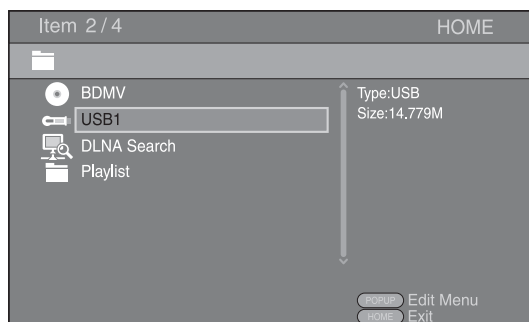 Item 2/4 HOME
BDMV
USB1
DLNA Search
Playlist
Type:USB
Size:14.779M
POPUP Edit Menu
HOME Exit